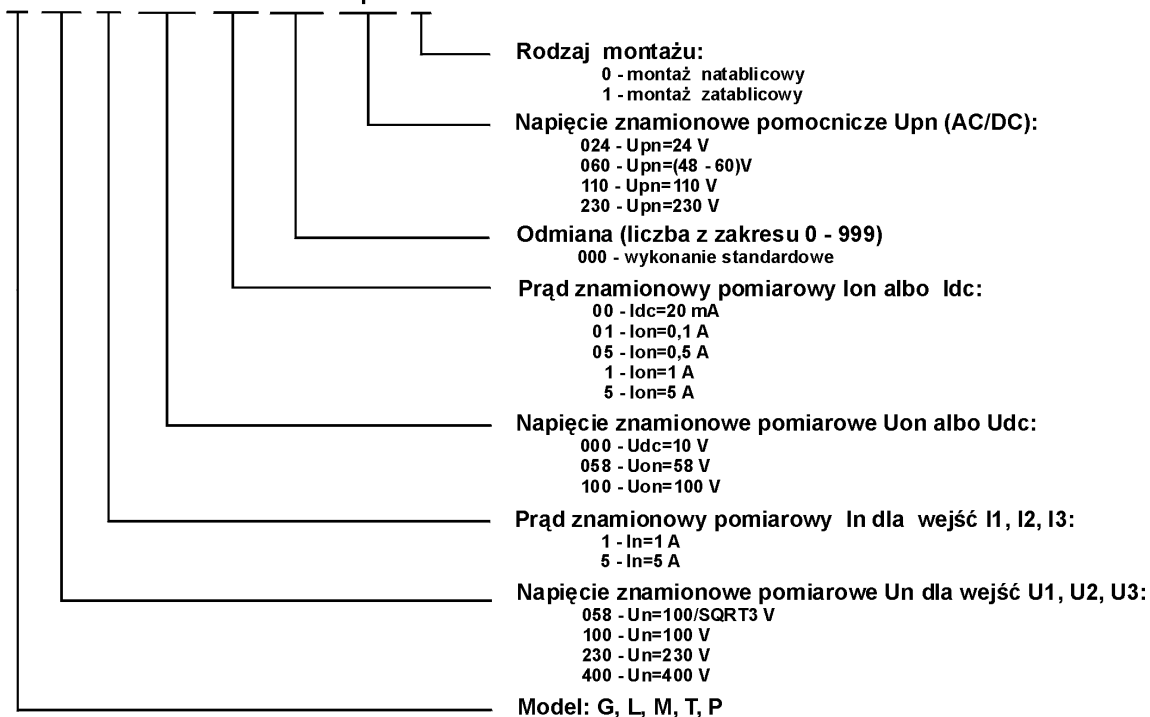 Rodzaj montażu:
0 - montaż natablicowy
1 - montaż zatablicowy
Napięcie znamionowe pomocnicze Upn (AC/DC):
024 - Upn=24 V
060 - Upn=(48 - 60)V
110 - Upn=110 V
230 - Upn=230 V
Odmiana (liczba z zakresu 0 - 999)
000 - wykonanie standardowe
Prąd znamionowy pomiarowy Ion albo Idc:
00 - Idc=20 mA
01 - Ion=0,1 A
05 - Ion=0,5 A
1 - Ion=1 A
5 - Ion=5 A
Napięcie znamionowe pomiarowe Uon albo Udc:
000 - Udc=10 V
058 - Uon=58 V
100 - Uon=100 V
Prąd znamionowy pomiarowy In dla wejść I1, I2, I3:
1 - In=1 A
5 - In=5 A
Napięcie znamionowe pomiarowe Un dla wejść U1, U2, U3:
058 - Un=100/SQRT3 V
100 - Un=100 V
230 - Un=230 V
400 - Un=400 V
Model: G, L, M, T, P